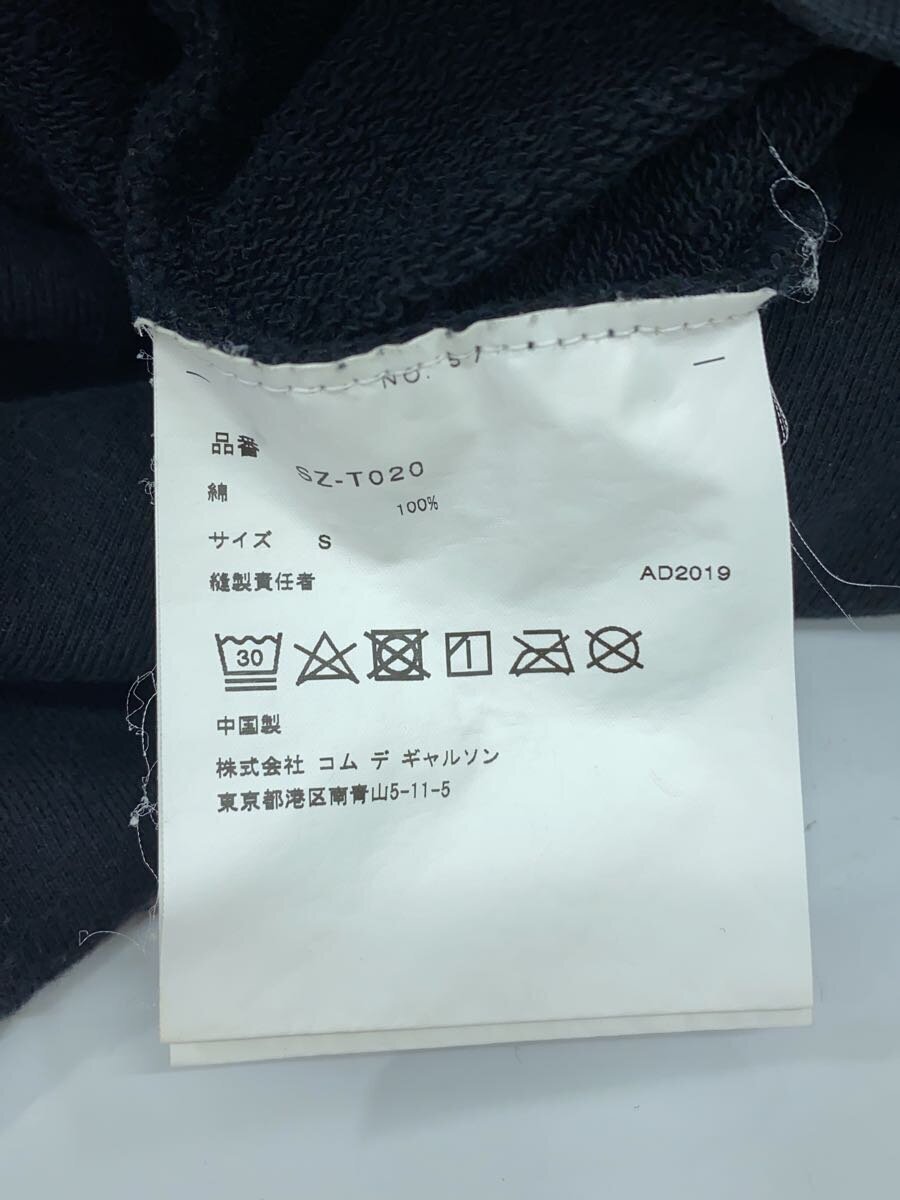 NO. 57
品番 SZ-T020
綿 100%
サイズ S
縫製責任者 AD2019
30
中国製
株式会社 コム デ ギャルソン
東京都港区南青山5-11-5